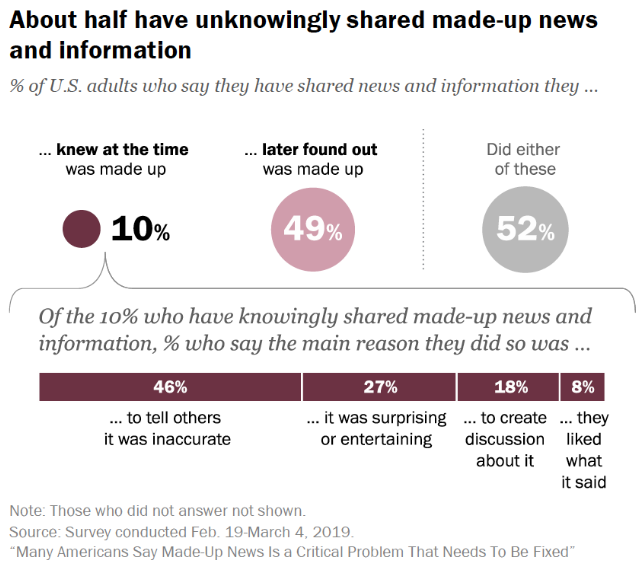 About half have unknowingly shared made-up news
and information
% of U.S. adults who say they have shared news and information they ...
... knew at the time
was made up
... later found out
was made up
Did either
of these
10%
49%
52%
Of the 10% who have knowingly shared made-up news and
information, % who say the main reason they did so was ...
46%
27%
18%
8%
... to tell others
it was inaccurate
... it was surprising
or entertaining
... to create
discussion
about it
... they
liked
what
it said
Note: Those who did not answer not shown.
Source: Survey conducted Feb. 19-March 4, 2019.
“Many Americans Say Made-Up News Is a Critical Problem That Needs To Be Fixed”